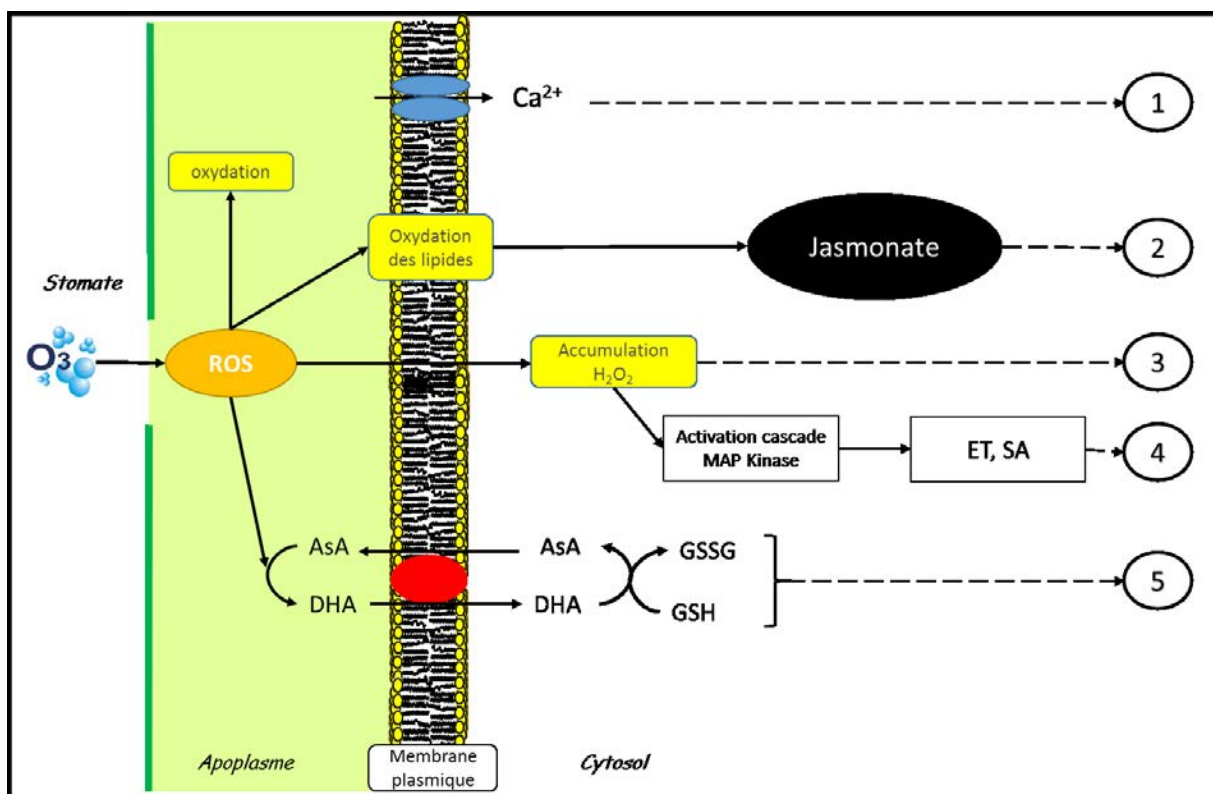 Ca²⁺
1
oxydation
Oxydation
des lipides
Jasmonate
2
Stomate
O₃
ROS
Accumulation
H₂O₂
3
Activation cascade
MAP Kinase
ET, SA
4
AsA
AsA
GSSG
5
DHA
DHA
GSH
Apoplasme
Membrane
plasmique
Cytosol